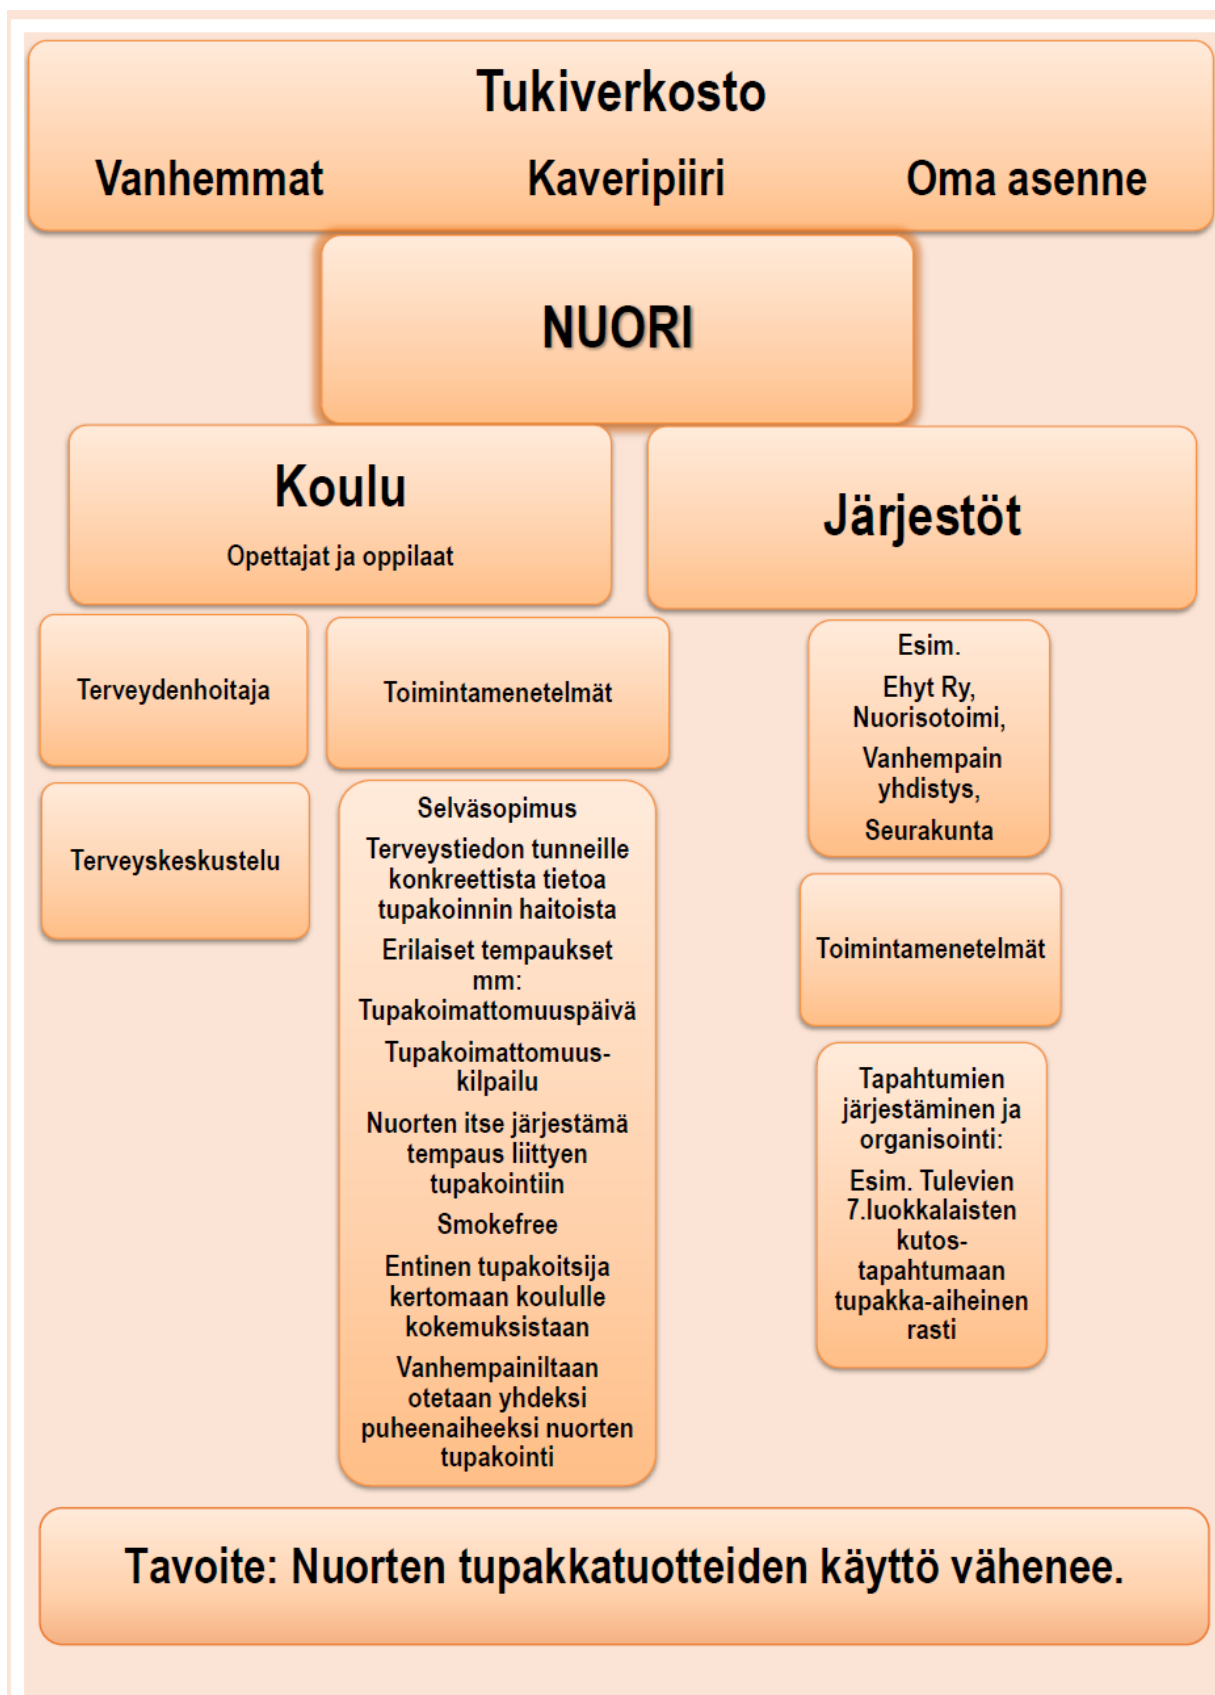 Tukiverkosto
Vanhemmat Kaveripiiri Oma asenne
NUORI
Koulu
Opettajat ja oppilaat
Järjestöt
Terveydenhoitaja
Terveyskeskustelu
Toimintamenetelmät
Selväsopimus
Terveystiedon tunneille
konkreettista tietoa
tupakoinnin haitoista
Erilaiset tempaukset
mm:
Tupakoimattomuuspäivä
Tupakoimattomuus-
kilpailu
Nuorten itse järjestämä
tempaus liittyen
tupakointiin
Smokefree
Entinen tupakoitsija
kertomaan koululle
kokemuksistaan
Vanhempainiltaan
otetaan yhdeksi
puheenaiheeksi nuorten
tupakointi
Esim.
Ehyt Ry,
Nuorisotoimi,
Vanhempain
yhdistys,
Seurakunta
Toimintamenetelmät
Tapahtumien
järjestäminen ja
organisointi:
Esim. Tulevien
7.luokkalaisten
kutos-
tapahtumaan
tupakka-aiheinen
rasti
Tavoite: Nuorten tupakkatuotteiden käyttö vähenee.